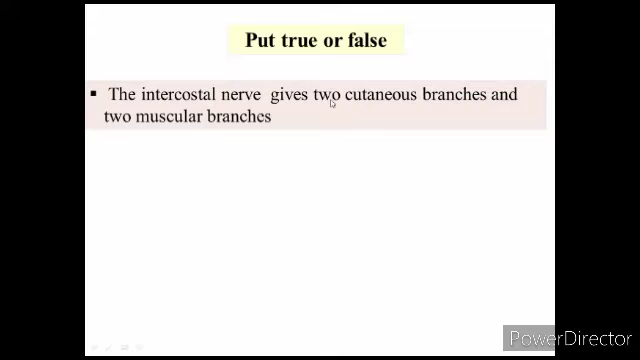 Put true or false
▪ The intercostal nerve gives two cutaneous branches and
two muscular branches
PowerDirector